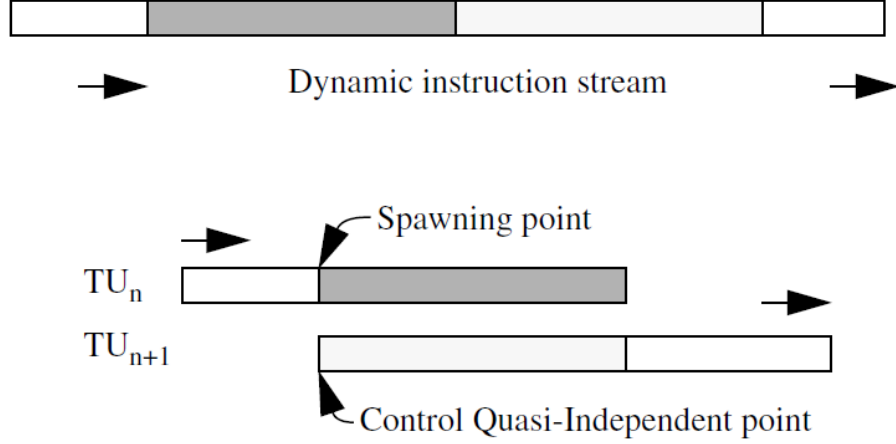 Dynamic instruction stream
Spawning point
TUn
TUn+1
Control Quasi-Independent point